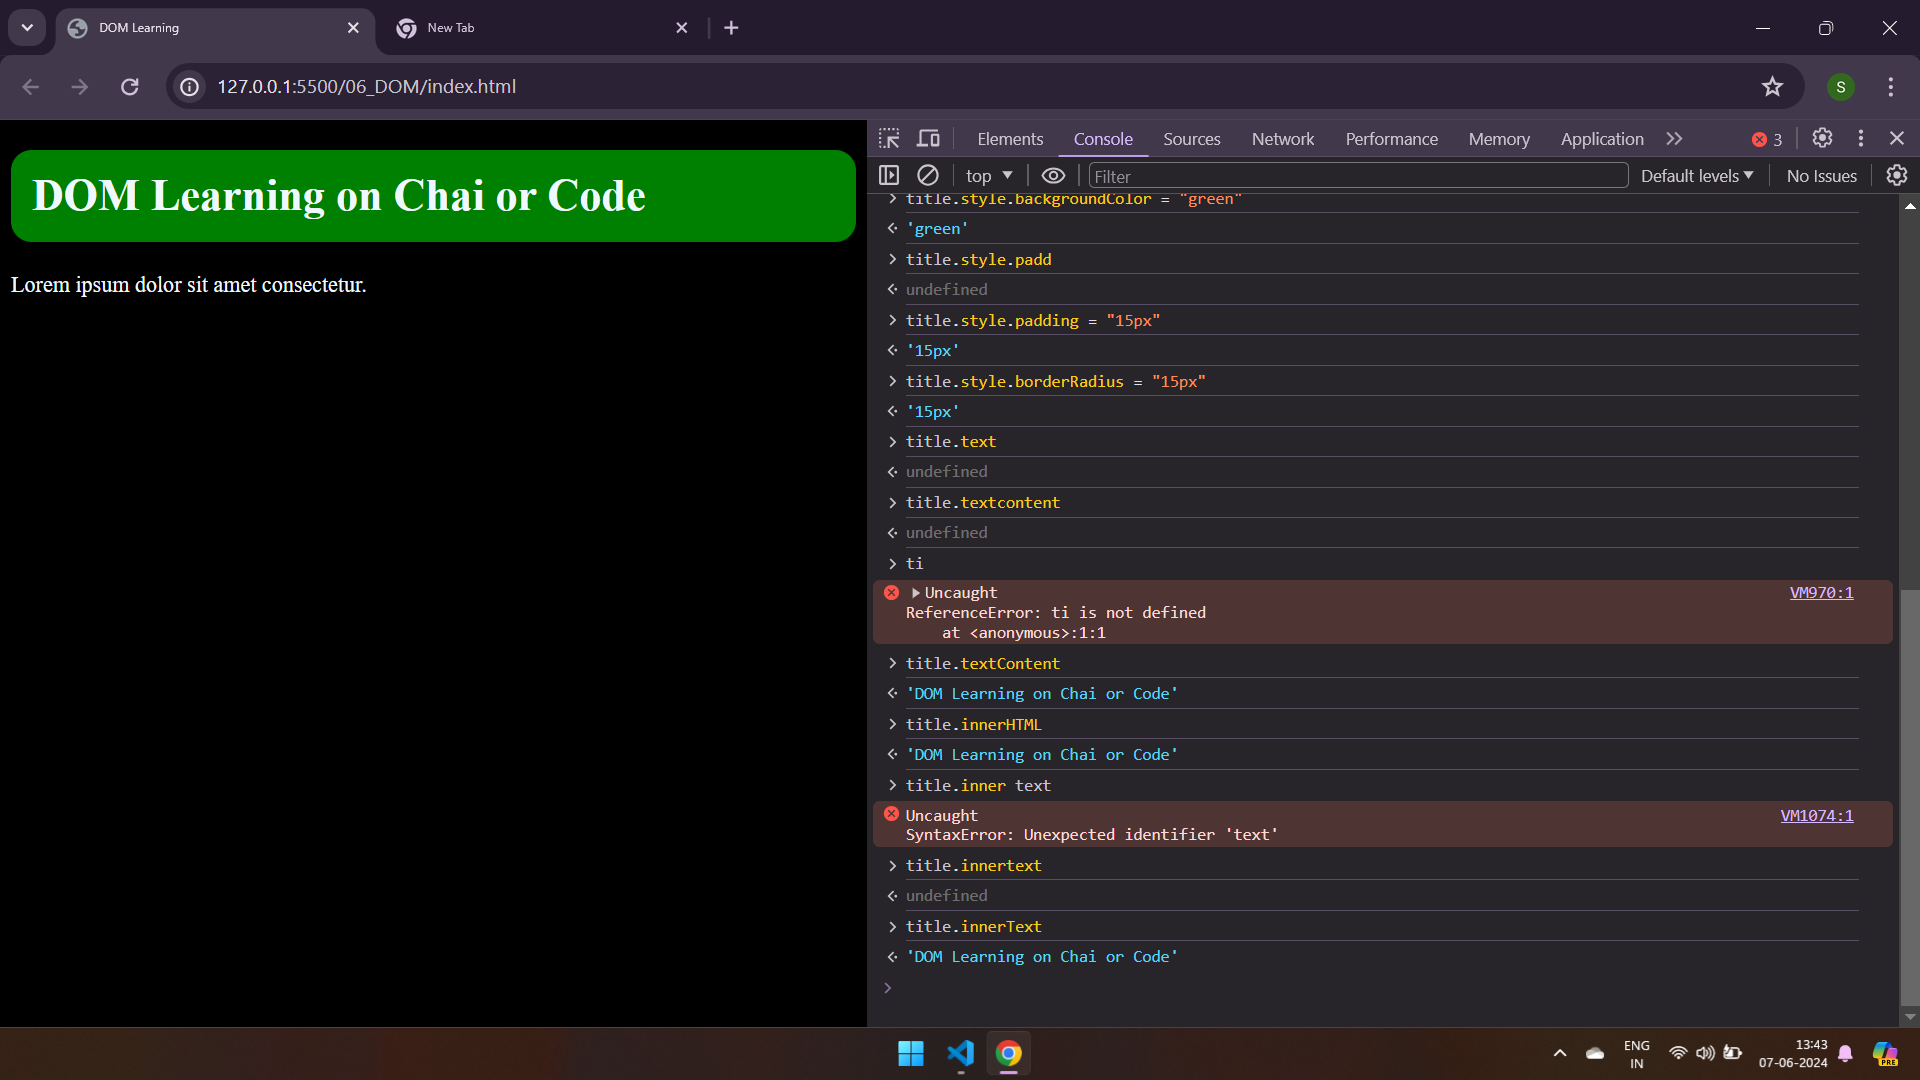 DOM Learning
New Tab
127.0.0.1:5500/06_DOM/index.html
S
DOM Learning on Chai or Code
Lorem ipsum dolor sit amet consectetur.
Elements Console Sources Network Performance Memory Application 3
top Filter Default levels No Issues
title.style.backgroundColor = "green"
'green'
title.style.padd
undefined
title.style.padding = "15px"
'15px'
title.style.borderRadius = "15px"
'15px'
title.text
undefined
title.textcontent
undefined
ti
Uncaught VM970:1
ReferenceError: ti is not defined
at <anonymous>:1:1
title.textContent
'DOM Learning on Chai or Code'
title.innerHTML
'DOM Learning on Chai or Code'
title.inner text
Uncaught VM1074:1
SyntaxError: Unexpected identifier 'text'
title.innertext
undefined
title.innerText
'DOM Learning on Chai or Code'
ENG
IN
13:43
07-06-2024
PRE